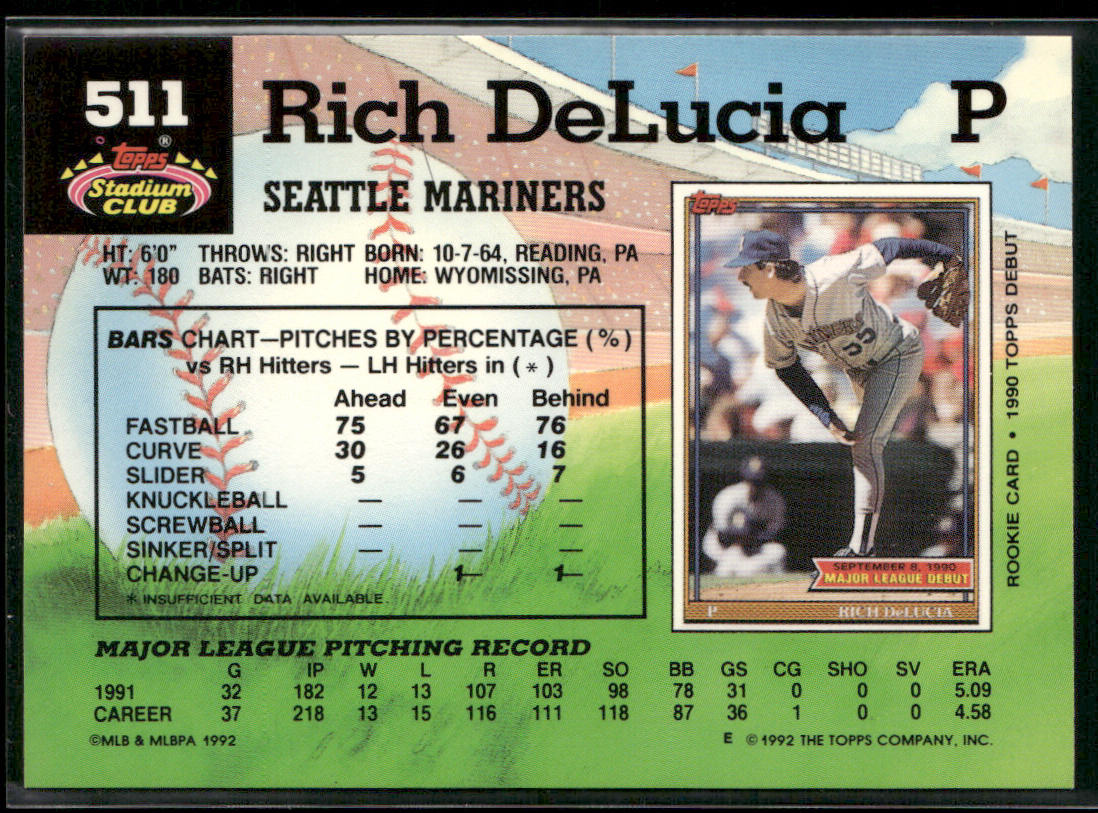 511
Rich DeLucia P
Topps®
Stadium
CLUB
SEATTLE MARINERS
HT: 6'0" THROWS: RIGHT BORN: 10-7-64, READING, PA
WT: 180 BATS: RIGHT HOME: WYOMISSING, PA
BARS CHART—PITCHES BY PERCENTAGE (%)
vs RH Hitters — LH Hitters in (*)
Ahead Even Behind
FASTBALL 75 67 76
CURVE 30 26 16
SLIDER 5 6 7
KNUCKLEBALL — — —
SCREWBALL — — —
SINKER/SPLIT — — —
CHANGE-UP 1— 1—
* INSUFFICIENT DATA AVAILABLE.
Topps
MARINERS
55
SEPTEMBER 8, 1990
MAJOR LEAGUE DEBUT
P RICH DeLUCIA
ROOKIE CARD • 1990 TOPPS DEBUT
MAJOR LEAGUE PITCHING RECORD
G IP W L R ER SO BB GS CG SHO SV ERA
1991 32 182 12 13 107 103 98 78 31 0 0 0 5.09
CAREER 37 218 13 15 116 111 118 87 36 1 0 0 4.58
©MLB & MLBPA 1992 E ©1992 THE TOPPS COMPANY, INC.